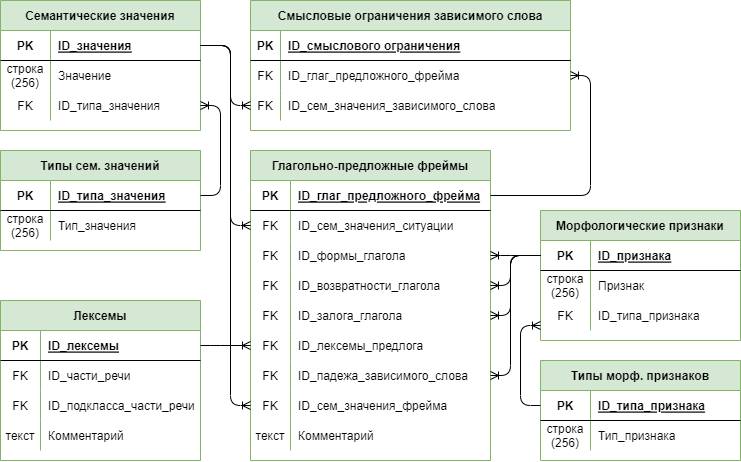 Семантические значения
PK ID_значения
строка (256) Значение
FK ID_типа_значения
Смысловые ограничения зависимого слова
PK ID_смыслового ограничения
FK ID_глаг_предложного_фрейма
FK ID_сем_значения_зависимого_слова
Типы сем. значений
PK ID_типа_значения
строка (256) Тип_значения
Глагольно-предложные фреймы
PK ID_глаг_предложного_фрейма
FK ID_сем_значения_ситуации
FK ID_формы_глагола
FK ID_возвратности_глагола
FK ID_залога_глагола
FK ID_лексемы_предлога
FK ID_падежа_зависимого_слова
FK ID_сем_значения_фрейма
текст Комментарий
Морфологические признаки
PK ID_признака
строка (256) Признак
FK ID_типа_признака
Лексемы
PK ID_лексемы
FK ID_части_речи
FK ID_подкласса_части_речи
текст Комментарий
Типы морф. признаков
PK ID_типа_признака
строка (256) Тип_признака